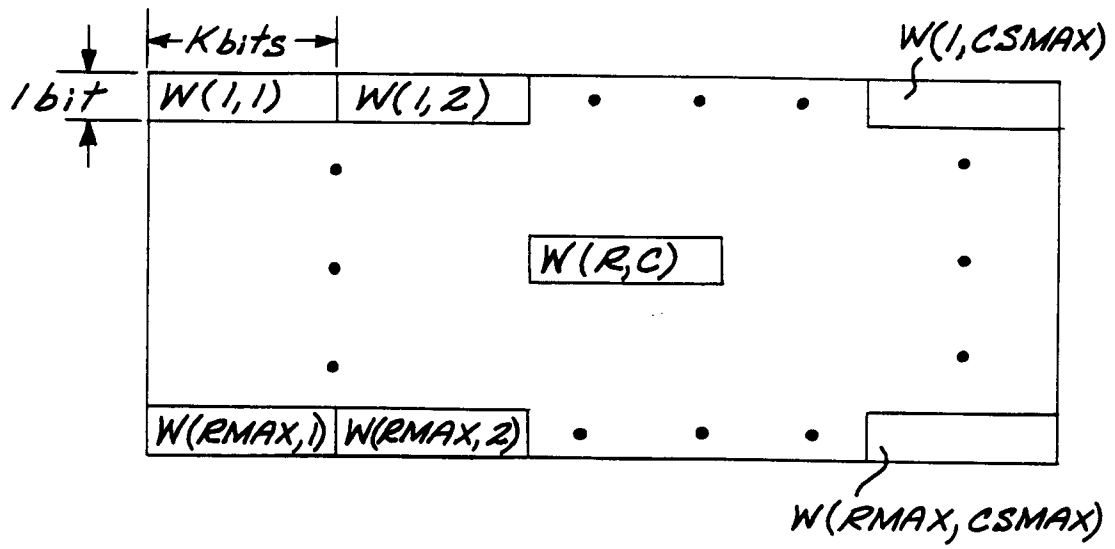 K bits
W(1,CSMAX)
1 bit
W(1,1)
W(1,2)
W(R,C)
W(RMAX,1)
W(RMAX,2)
W(RMAX,CSMAX)